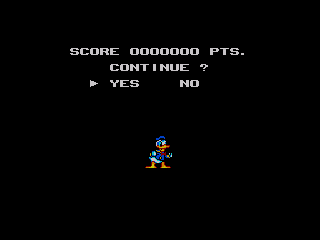 SCORE 0000000 PTS.
CONTINUE ?
► YES NO